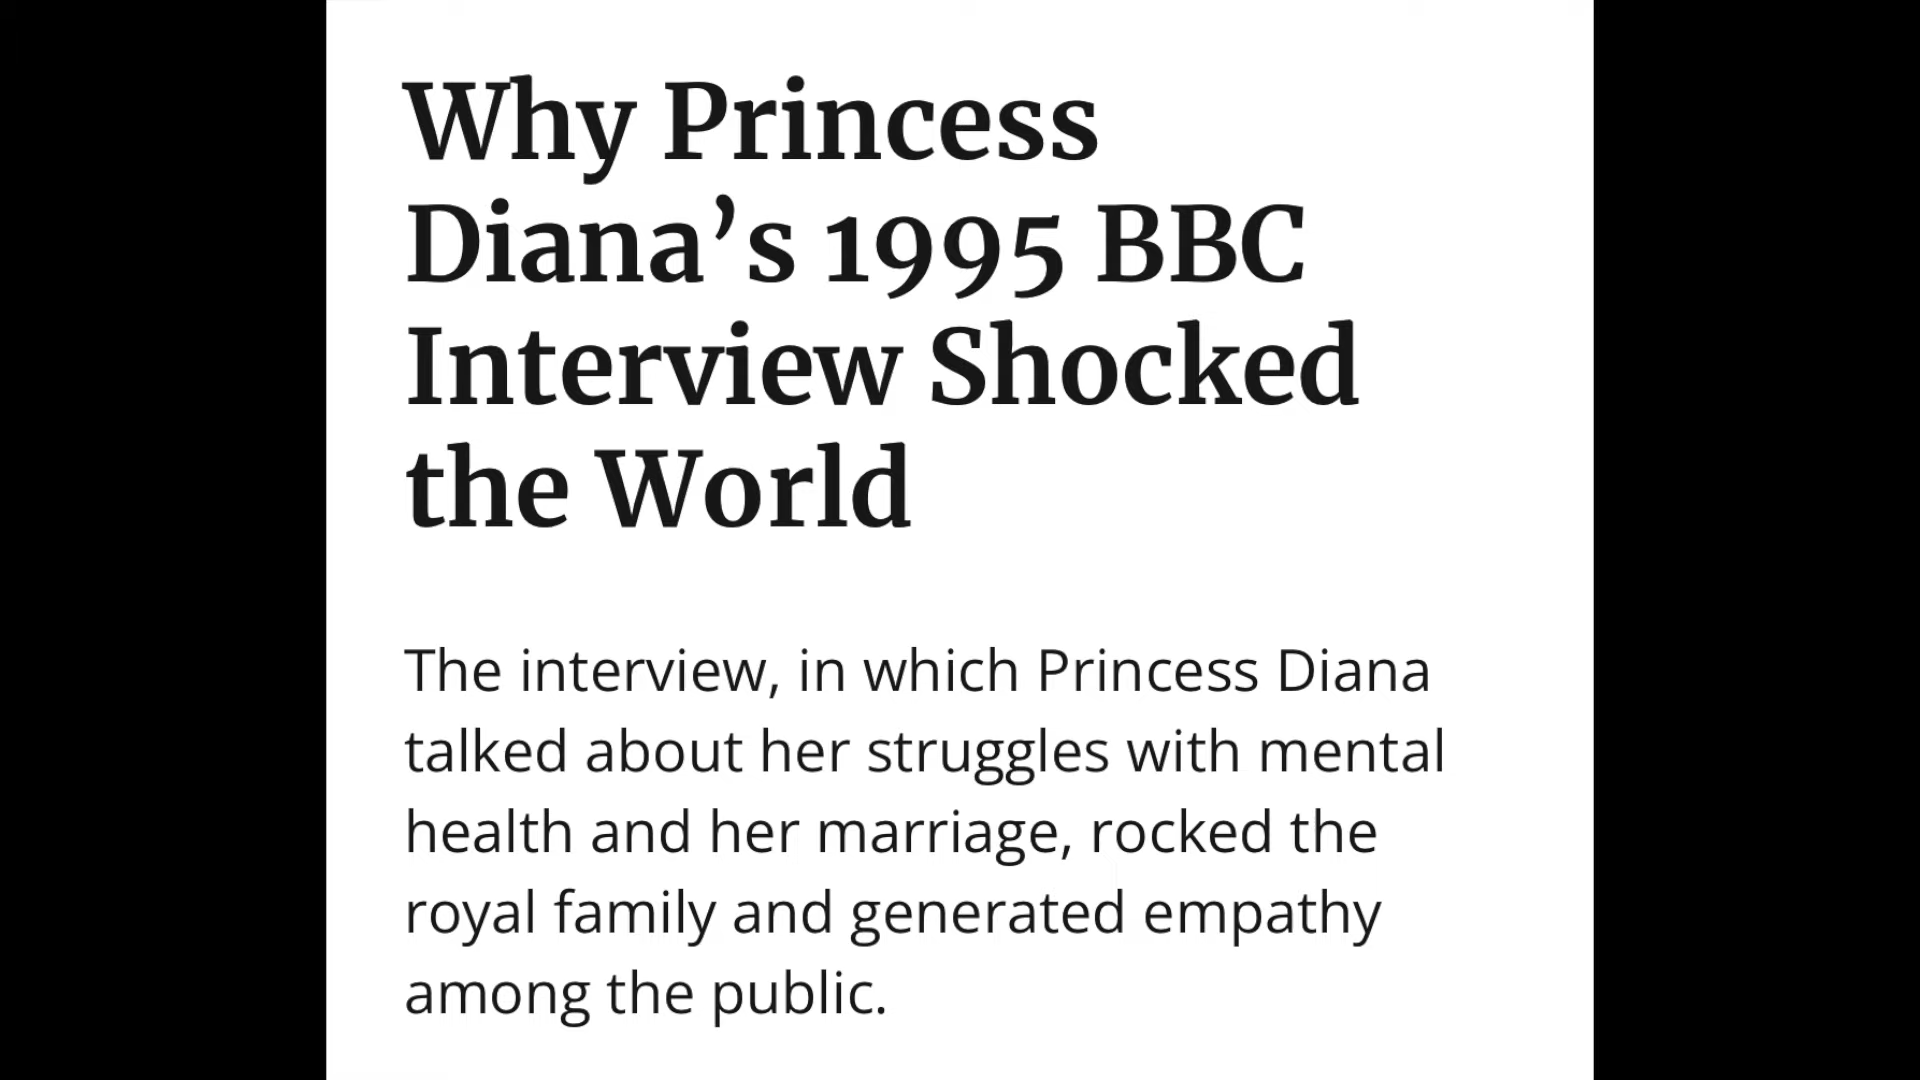 Why Princess
Diana’s 1995 BBC
Interview Shocked
the World
The interview, in which Princess Diana
talked about her struggles with mental
health and her marriage, rocked the
royal family and generated empathy
among the public.